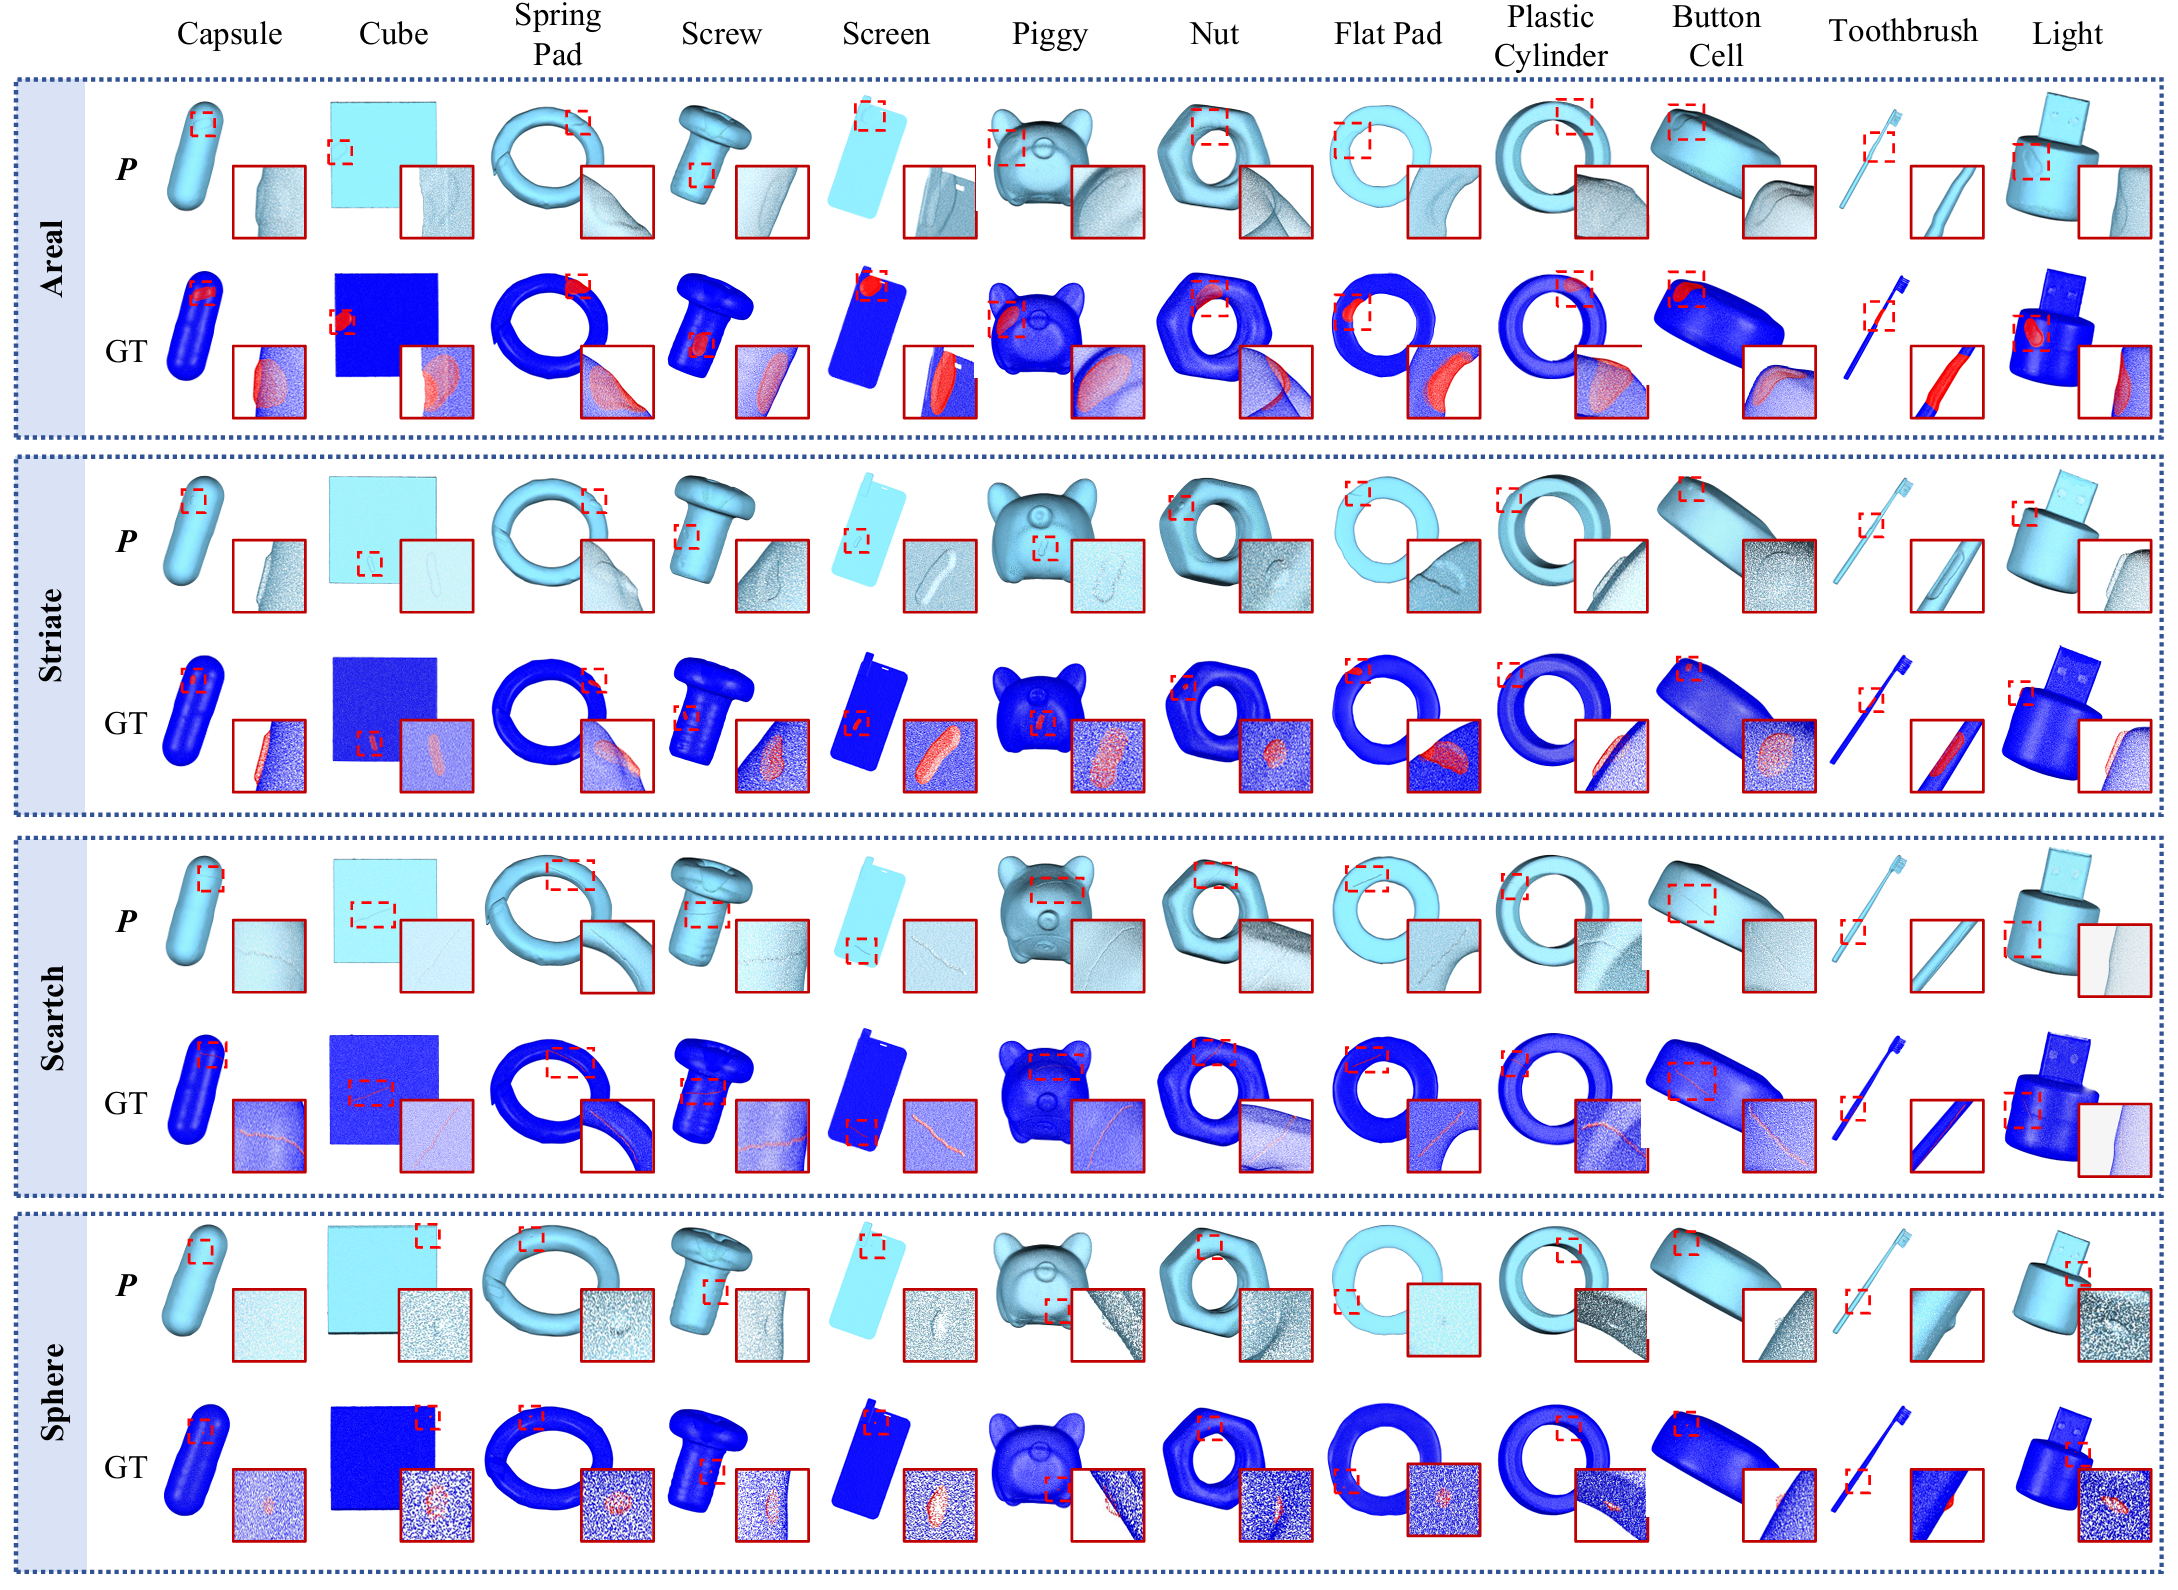 Capsule Cube Spring Pad Screw Screen Piggy Nut Flat Pad Plastic Cylinder Button Cell Toothbrush Light
Areal
P
GT
Striate
P
GT
Scartch
P
GT
Sphere
P
GT